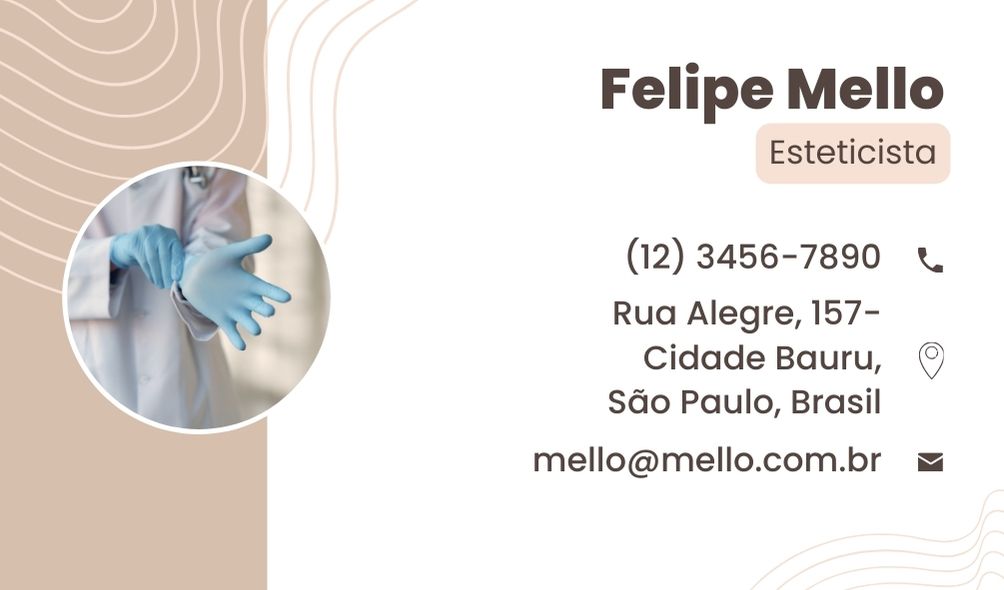 Felipe Mello
Esteticista
(12) 3456-7890
Rua Alegre, 157-
Cidade Bauru,
São Paulo, Brasil
mello@mello.com.br